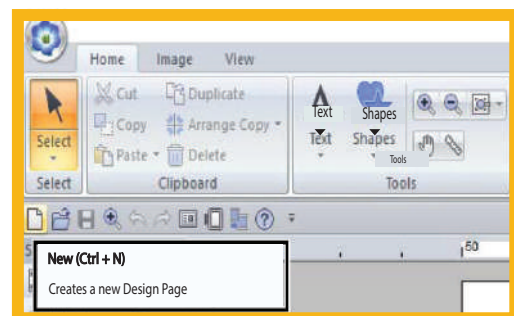 Home Image View
Cut Duplicate
Copy Arrange Copy
Paste Delete
Select
Text Shapes
Text Shapes
Tools
Select Clipboard Tools
50
New (Ctrl + N)
Creates a new Design Page